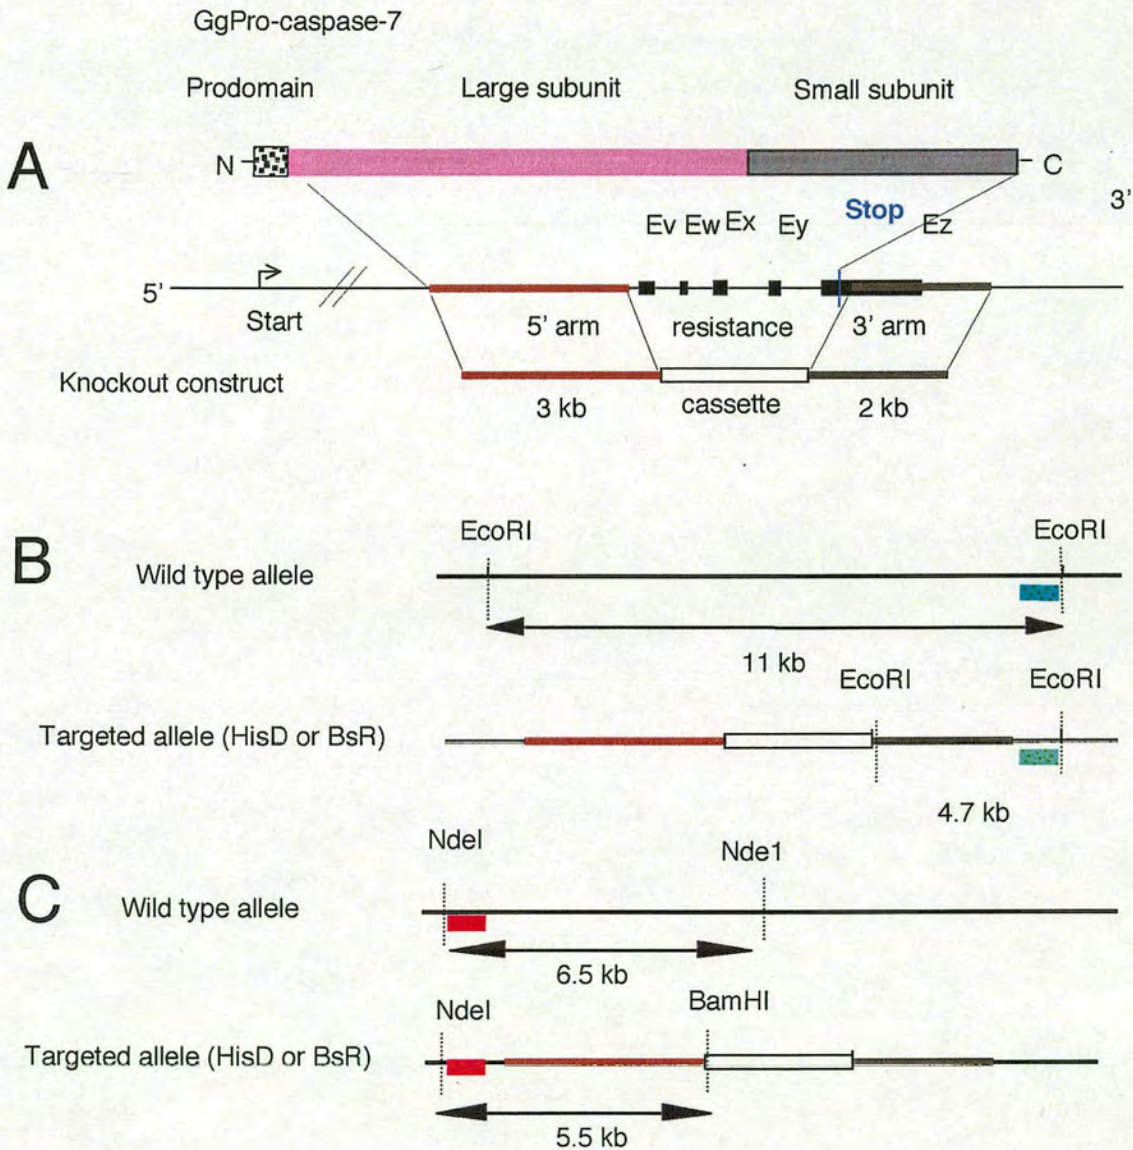 GgPro-caspase-7
Prodomain Large subunit Small subunit
A
N C
3’
Stop
Ev Ew Ex Ey Ez
5’
Start 5’ arm resistance 3’ arm
Knockout construct
3 kb cassette 2 kb
EcoRI EcoRI
B Wild type allele
11 kb
EcoRI EcoRI
Targeted allele (HisD or BsR)
4.7 kb
NdeI Nde1
C Wild type allele
6.5 kb
NdeI BamHI
Targeted allele (HisD or BsR)
5.5 kb